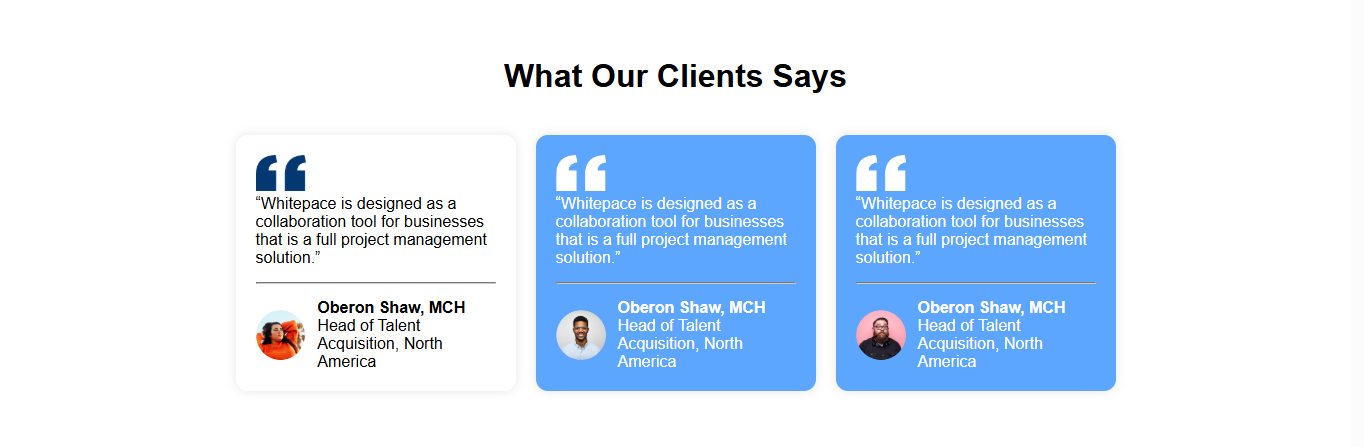 What Our Clients Says
“Whitepace is designed as a
collaboration tool for businesses
that is a full project management
solution.”
Oberon Shaw, MCH
Head of Talent
Acquisition, North
America
“Whitepace is designed as a
collaboration tool for businesses
that is a full project management
solution.”
Oberon Shaw, MCH
Head of Talent
Acquisition, North
America
“Whitepace is designed as a
collaboration tool for businesses
that is a full project management
solution.”
Oberon Shaw, MCH
Head of Talent
Acquisition, North
America